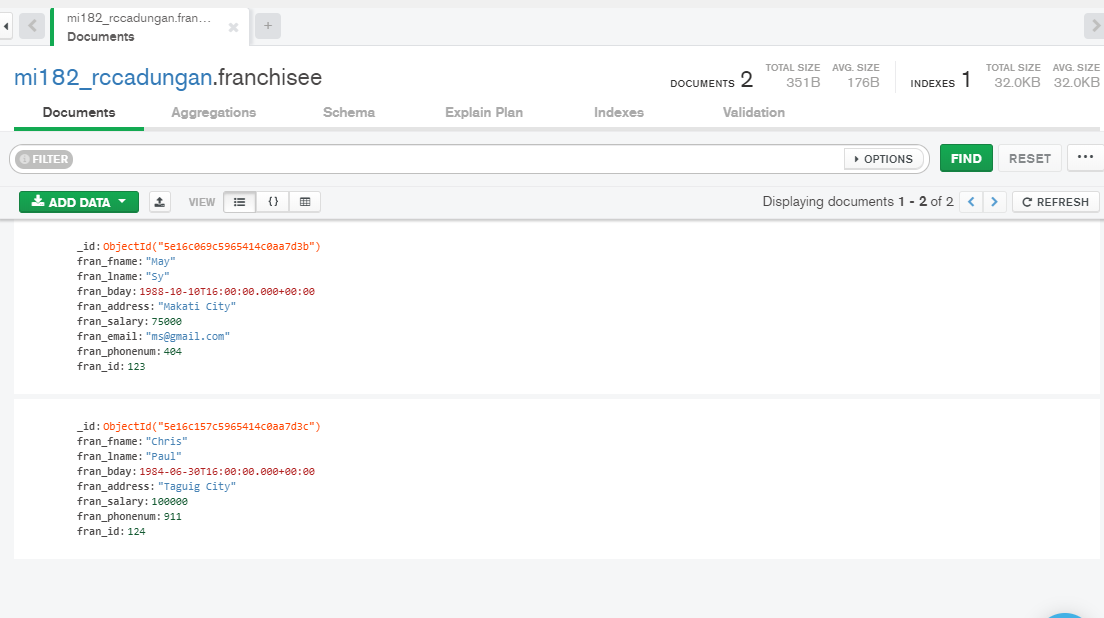 mi182_rccadungan.fran...
Documents
mi182_rccadungan.franchisee
DOCUMENTS 2 TOTAL SIZE 351B AVG. SIZE 176B INDEXES 1 TOTAL SIZE 32.0KB AVG. SIZE 32.0KB
Documents Aggregations Schema Explain Plan Indexes Validation
FILTER OPTIONS FIND RESET ...
ADD DATA VIEW {} Displaying documents 1 - 2 of 2 < > REFRESH
_id: ObjectId("5e16c069c5965414c0aa7d3b")
fran_fname: "May"
fran_lname: "Sy"
fran_bday: 1988-10-10T16:00:00.000+00:00
fran_address: "Makati City"
fran_salary: 75000
fran_email: "ms@gmail.com"
fran_phonenum: 404
fran_id: 123
_id: ObjectId("5e16c157c5965414c0aa7d3c")
fran_fname: "Chris"
fran_lname: "Paul"
fran_bday: 1984-06-30T16:00:00.000+00:00
fran_address: "Taguig City"
fran_salary: 100000
fran_phonenum: 911
fran_id: 124